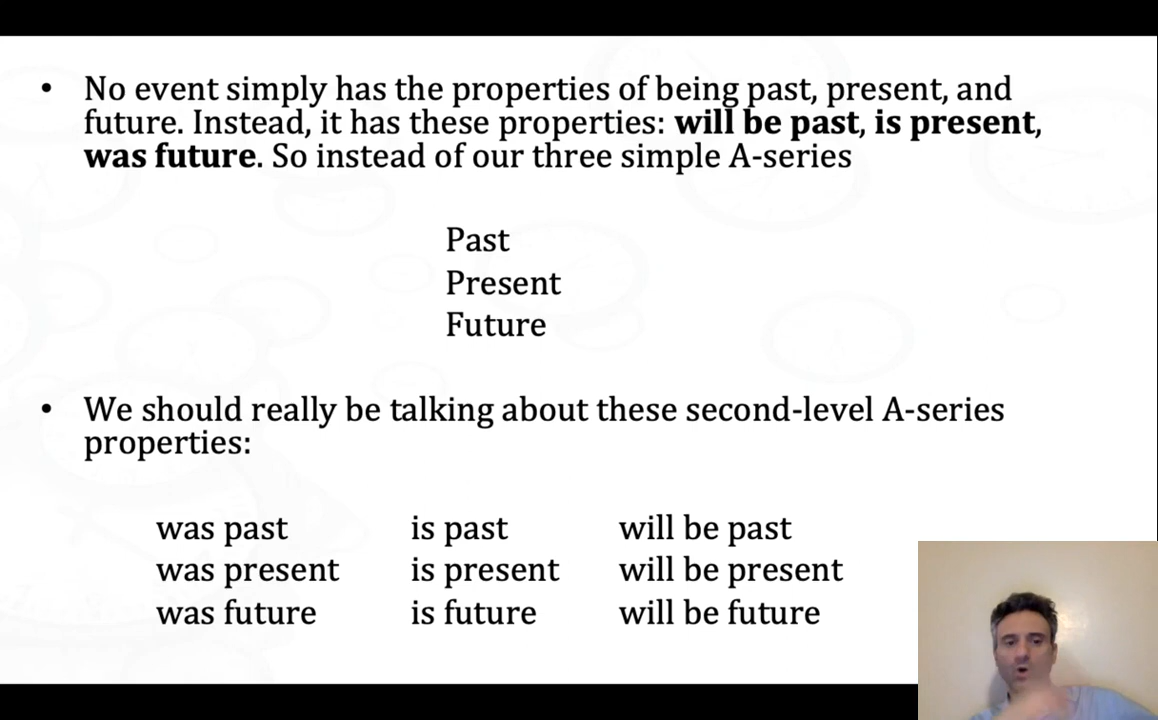 • No event simply has the properties of being past, present, and
future. Instead, it has these properties: will be past, is present,
was future. So instead of our three simple A-series
Past
Present
Future
• We should really be talking about these second-level A-series
properties:
was past is past will be past
was present is present will be present
was future is future will be future